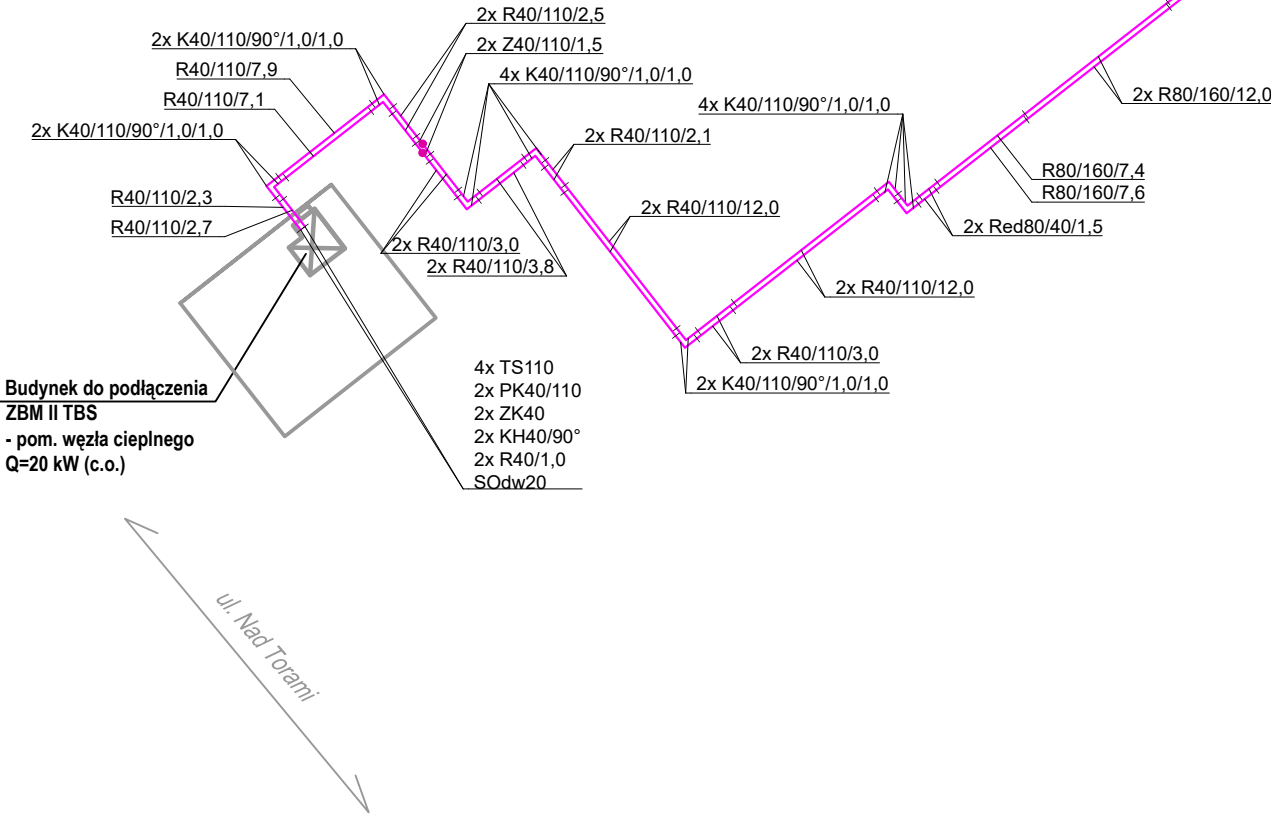 2x R40/110/2,5
2x K40/110/90°/1,0/1,0
2x Z40/110/1,5
R40/110/7,9
4x K40/110/90°/1,0/1,0
R40/110/7,1
2x R80/160/12,0
4x K40/110/90°/1,0/1,0
2x K40/110/90°/1,0/1,0
2x R40/110/2,1
R80/160/7,4
R80/160/7,6
R40/110/2,3
2x R40/110/12,0
R40/110/2,7
2x Red80/40/1,5
2x R40/110/3,0
2x R40/110/3,8
2x R40/110/12,0
2x R40/110/3,0
2x K40/110/90°/1,0/1,0
4x TS110
2x PK40/110
2x ZK40
2x KH40/90°
2x R40/1,0
SOdw20
Budynek do podłączenia
ZBM II TBS
- pom. węzła cieplnego
Q=20 kW (c.o.)
ul. Nad Torami